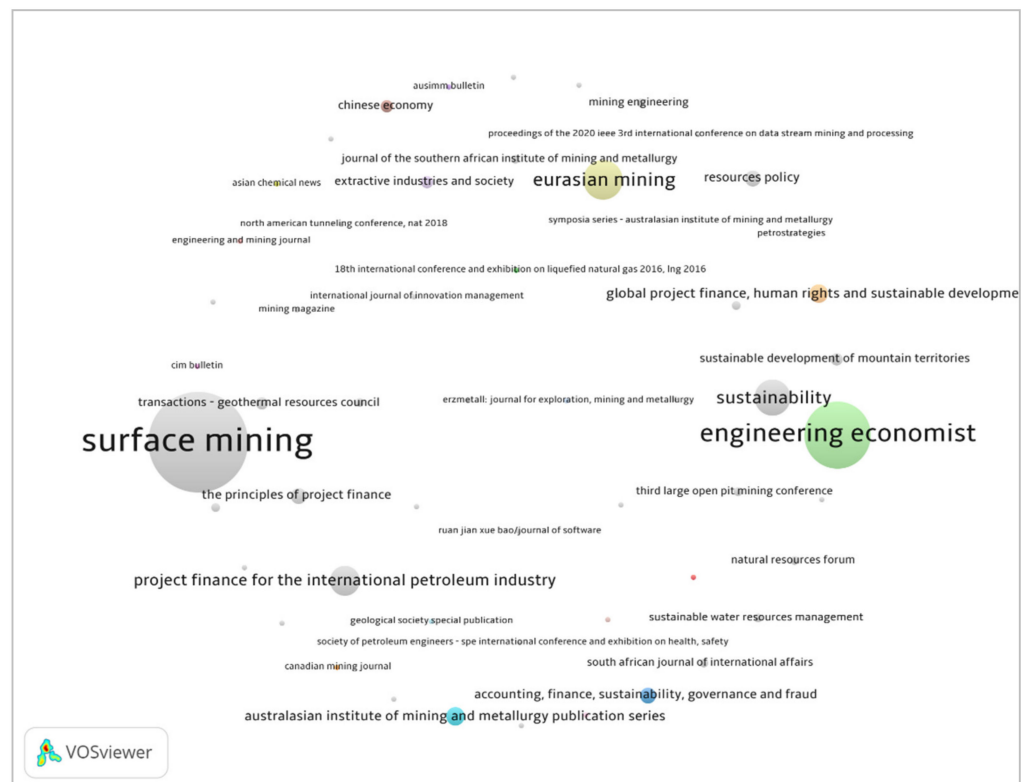 ausimm bulletin
chinese economy
mining engineering
proceedings of the 2020 ieee 3rd international conference on data stream mining and processing
journal of the southern african institute of mining and metallurgy
asian chemical news
extractive industries and society
eurasian mining
resources policy
north american tunneling conference, nat 2018
symposia series - australasian institute of mining and metallurgy
petrostrategies
engineering and mining journal
18th international conference and exhibition on liquefied natural gas 2016, lng 2016
international journal of innovation management
global project finance, human rights and sustainable developme
mining magazine
sustainable development of mountain territories
cim bulletin
transactions - geothermal resources council
erzmetall: journal for exploration, mining and metallurgy
sustainability
surface mining
engineering economist
the principles of project finance
third large open pit mining conference
ruan jian xue bao/journal of software
natural resources forum
project finance for the international petroleum industry
geological society special publication
sustainable water resources management
society of petroleum engineers - spe international conference and exhibition on health, safety
canadian mining journal
south african journal of international affairs
accounting, finance, sustainability, governance and fraud
australasian institute of mining and metallurgy publication series
VOSviewer